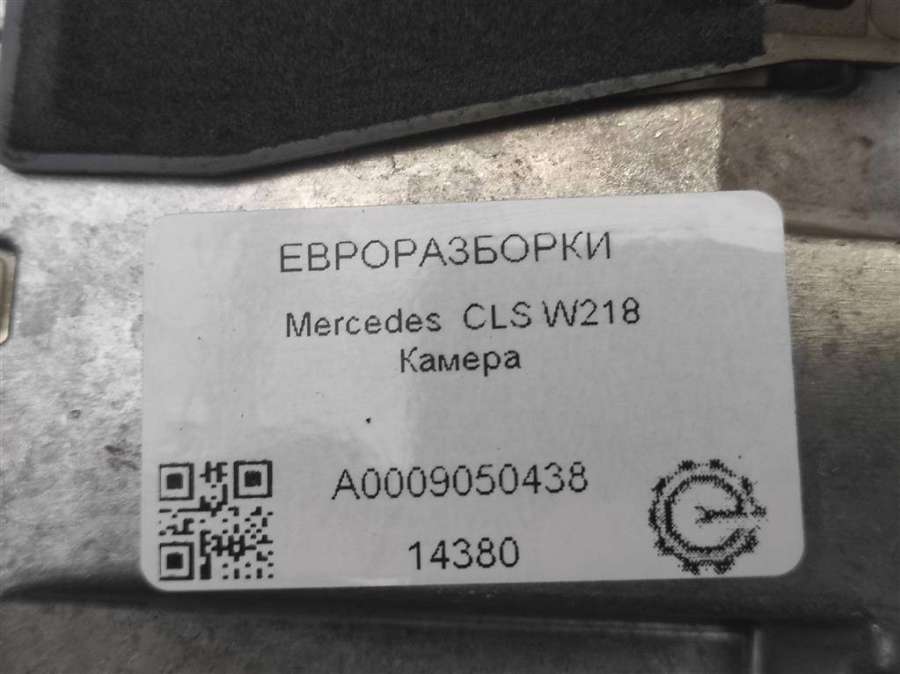 ЕВРОРАЗБОРКИ
Mercedes CLS W218
Камера
A0009050438
14380